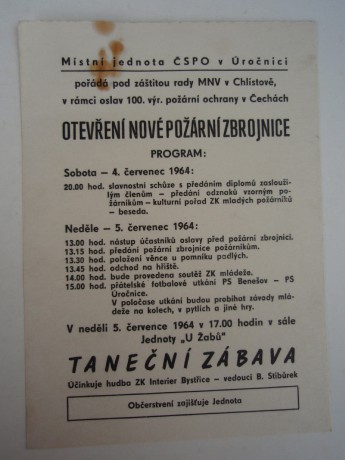 Místní jednota ČSPO v Úročnici
pořádá pod záštitou rady MNV v Chlístově,
v rámci oslav 100. výr. požární ochrany v Čechách
OTEVŘENÍ NOVÉ POŽÁRNÍ ZBROJNICE
PROGRAM:
Sobota — 4. červenec 1964:
20.00 hod. slavnostní schůze s předáním diplomů zaslouži-
lým členům — předání odznaků vzorným po-
žárníkům — kulturní pořad ZK mladých požárníků
— beseda.
Neděle — 5. červenec 1964:
13.00 hod. nástup účastníků oslavy před požární zbrojnicí.
13.15 hod. předání požární zbrojnice požárníkům.
13.30 hod. položení věnce u pomníku padlých.
13.45 hod. odchod na hřiště.
14.00 hod. bude provedena soutěž ZK mládeže.
15.00 hod. přátelské fotbalové utkání PS Benešov — PS
Úročnice.
V poločase utkání budou probíhat závody mlá-
deže na kolech, v pytlích a jiné hry.
V neděli 5. července 1964 v 17.00 hodin v sále
Jednoty „U Žabů"
TANEČNÍ ZÁBAVA
Účinkuje hudba ZK Interier Bystřice — vedoucí B. Stibůrek
Občerstvení zajišťuje Jednota